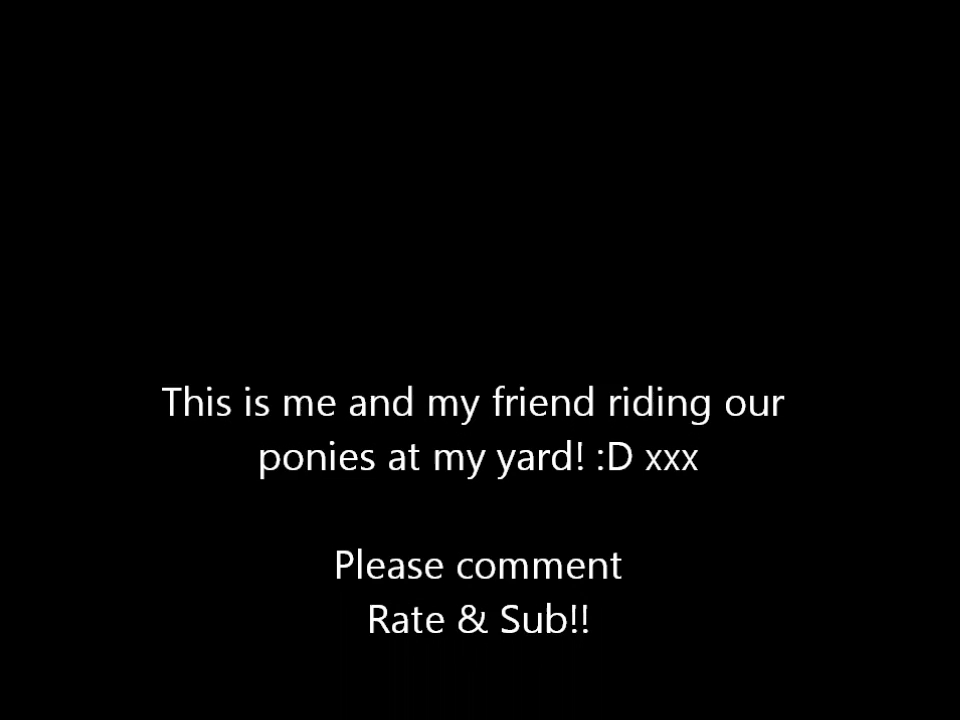 This is me and my friend riding our
ponies at my yard! :D xxx
Please comment
Rate & Sub!!